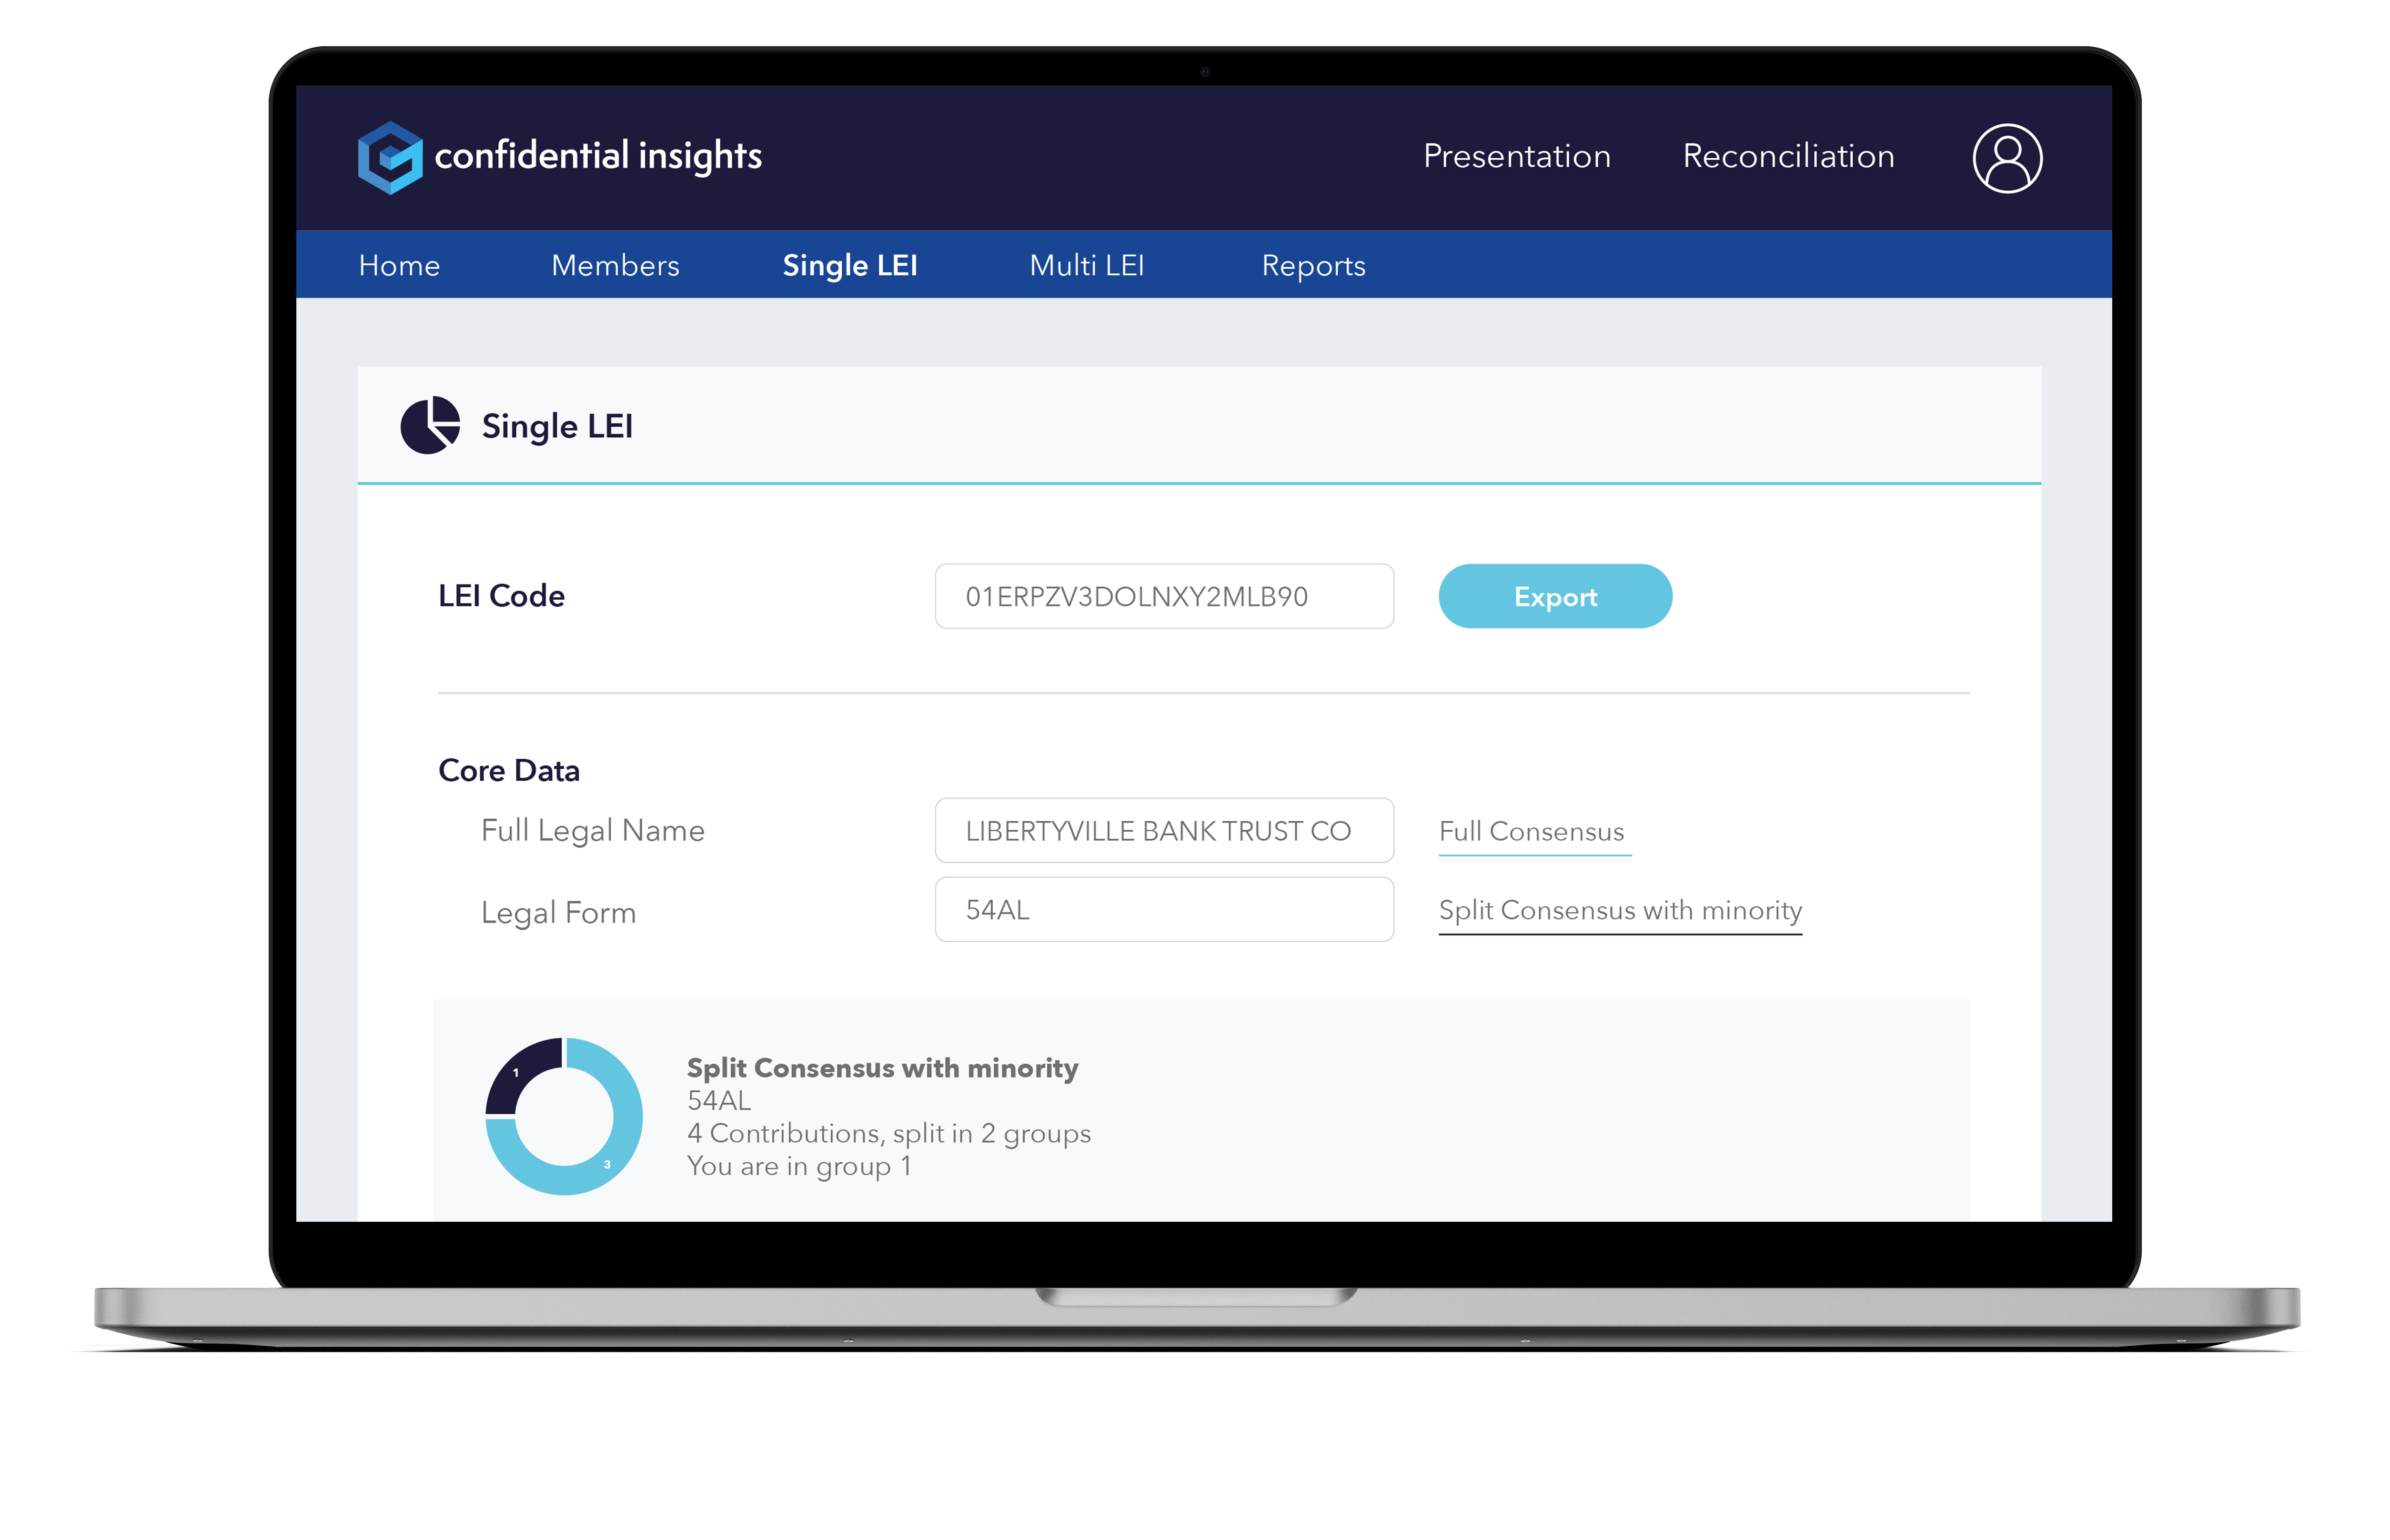 confidential insights
Presentation
Reconciliation
Home
Members
Single LEI
Multi LEI
Reports
Single LEI
LEI Code
01ERPZV3DOLNXY2MLB90
Export
Core Data
Full Legal Name
LIBERTYVILLE BANK TRUST CO
Full Consensus
Legal Form
54AL
Split Consensus with minority
1
3
Split Consensus with minority
54AL
4 Contributions, split in 2 groups
You are in group 1